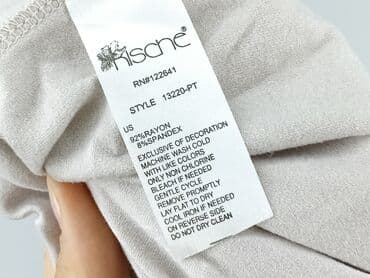 Kische®
RN#122641
STYLE 13220-PT
US
92%RAYON
8%SPANDEX
EXCLUSIVE OF DECORATION
MACHINE WASH COLD
WITH LIKE COLORS
ONLY NON CHLORINE
BLEACH IF NEEDED
GENTLE CYCLE
REMOVE PROMPTLY
LAY FLAT TO DRY
COOL IRON IF NEEDED
ON REVERSE SIDE
DO NOT DRY CLEAN